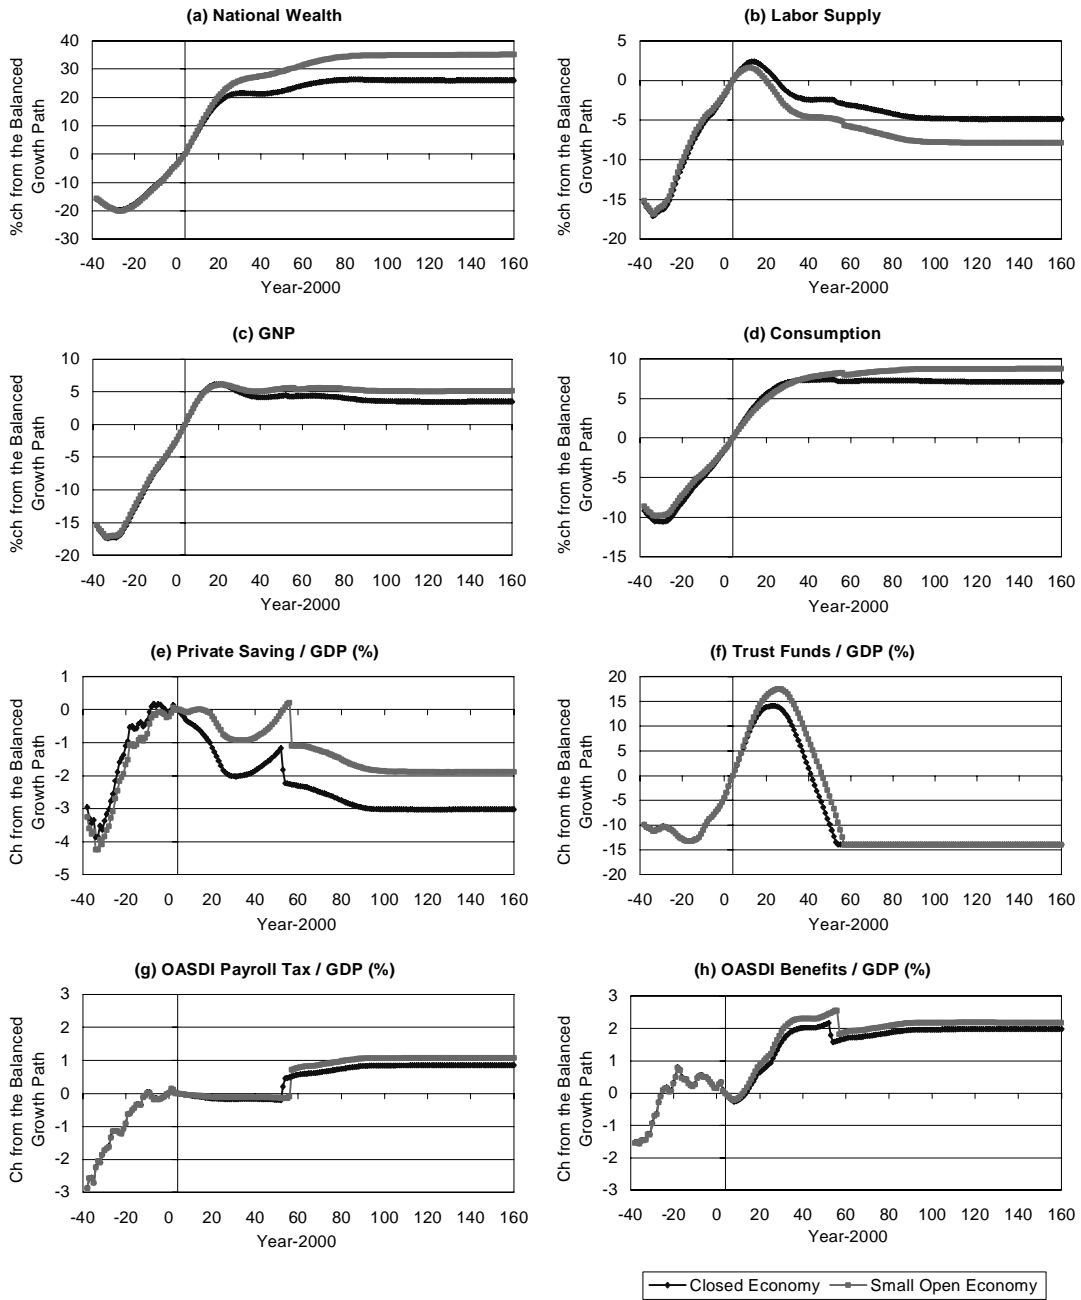 (a) National Wealth
%ch from the Balanced
Growth Path
40
30
20
10
0
-10
-20
-30
-40 -20 0 20 40 60 80 100 120 140 160
Year-2000
(b) Labor Supply
%ch from the Balanced
Growth Path
5
0
-5
-10
-15
-20
-40 -20 0 20 40 60 80 100 120 140 160
Year-2000
(c) GNP
%ch from the Balanced
Growth Path
10
5
0
-5
-10
-15
-20
-40 -20 0 20 40 60 80 100 120 140 160
Year-2000
(d) Consumption
%ch from the Balanced
Growth Path
10
5
0
-5
-10
-15
-40 -20 0 20 40 60 80 100 120 140 160
Year-2000
(e) Private Saving / GDP (%)
Ch from the Balanced
Growth Path
1
0
-1
-2
-3
-4
-5
-40 -20 0 20 40 60 80 100 120 140 160
Year-2000
(f) Trust Funds / GDP (%)
Ch from the Balanced
Growth Path
20
15
10
5
0
-5
-10
-15
-20
-40 -20 0 20 40 60 80 100 120 140 160
Year-2000
(g) OASDI Payroll Tax / GDP (%)
Ch from the Balanced
Growth Path
3
2
1
0
-1
-2
-3
-40 -20 0 20 40 60 80 100 120 140 160
Year-2000
(h) OASDI Benefits / GDP (%)
Ch from the Balanced
Growth Path
3
2
1
0
-1
-2
-3
-40 -20 0 20 40 60 80 100 120 140 160
Year-2000
Closed Economy Small Open Economy